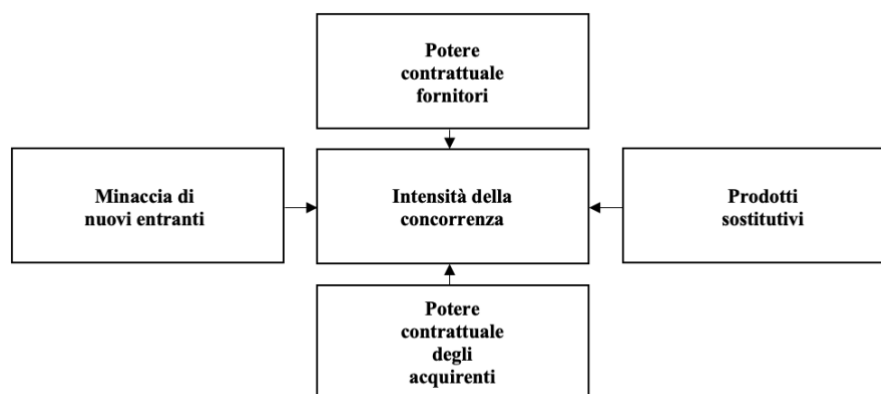 Potere
contrattuale
fornitori
Minaccia di
nuovi entranti
Intensità della
concorrenza
Prodotti
sostitutivi
Potere
contrattuale
degli
acquirenti